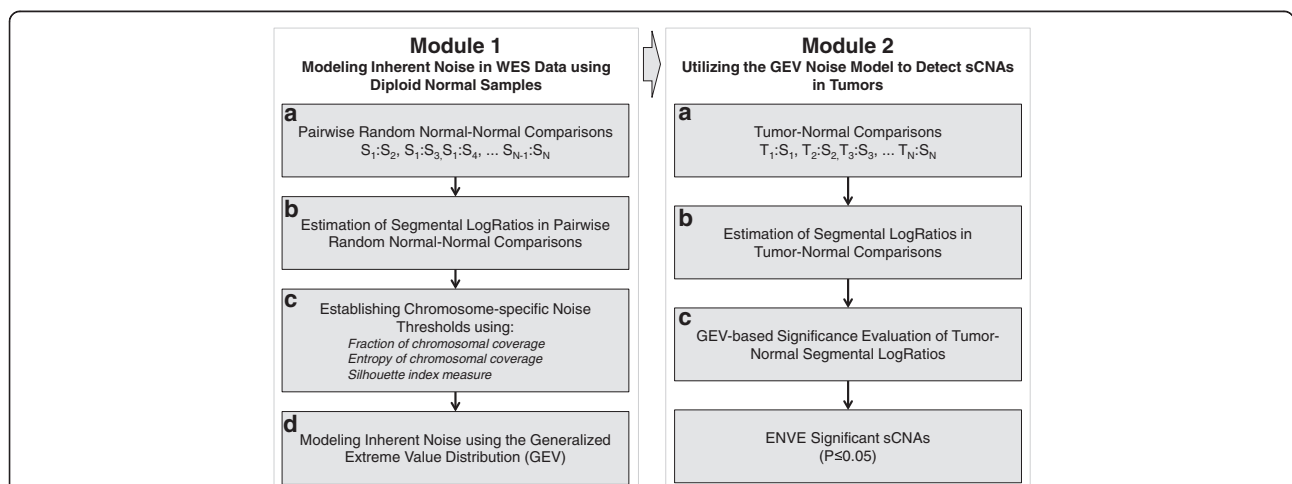 Module 1
Modeling Inherent Noise in WES Data using
Diploid Normal Samples
a
Pairwise Random Normal-Normal Comparisons
S1:S2, S1:S3,S1:S4, ... SN-1:SN
b
Estimation of Segmental LogRatios in Pairwise
Random Normal-Normal Comparisons
c
Establishing Chromosome-specific Noise
Thresholds using:
Fraction of chromosomal coverage
Entropy of chromosomal coverage
Silhouette index measure
d
Modeling Inherent Noise using the Generalized
Extreme Value Distribution (GEV)
Module 2
Utilizing the GEV Noise Model to Detect sCNAs
in Tumors
a
Tumor-Normal Comparisons
T1:S1, T2:S2,T3:S3, ... TN:SN
b
Estimation of Segmental LogRatios in
Tumor-Normal Comparisons
c
GEV-based Significance Evaluation of Tumor-
Normal Segmental LogRatios
ENVE Significant sCNAs
(P≤0.05)